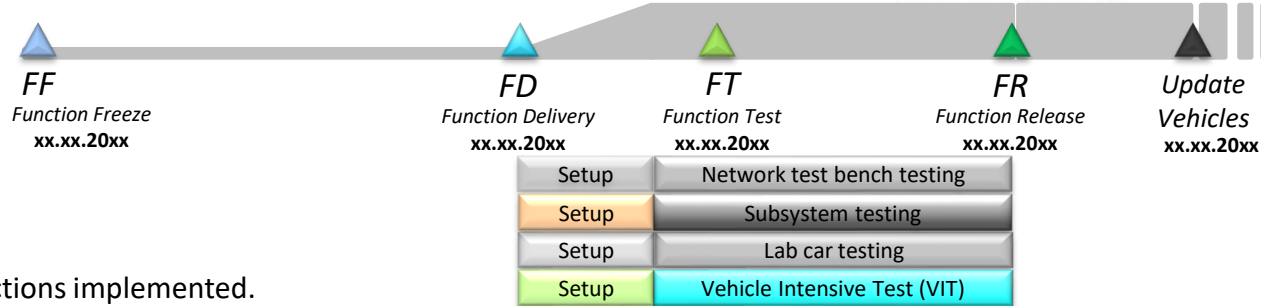 FF FD FT FR Update
Function Freeze Function Delivery Function Test Function Release Vehicles
xx.xx.20xx xx.xx.20xx xx.xx.20xx xx.xx.20xx xx.xx.20xx
Setup Network test bench testing
Setup Subsystem testing
Setup Lab car testing
ctions implemented.
Setup Vehicle Intensive Test (VIT)